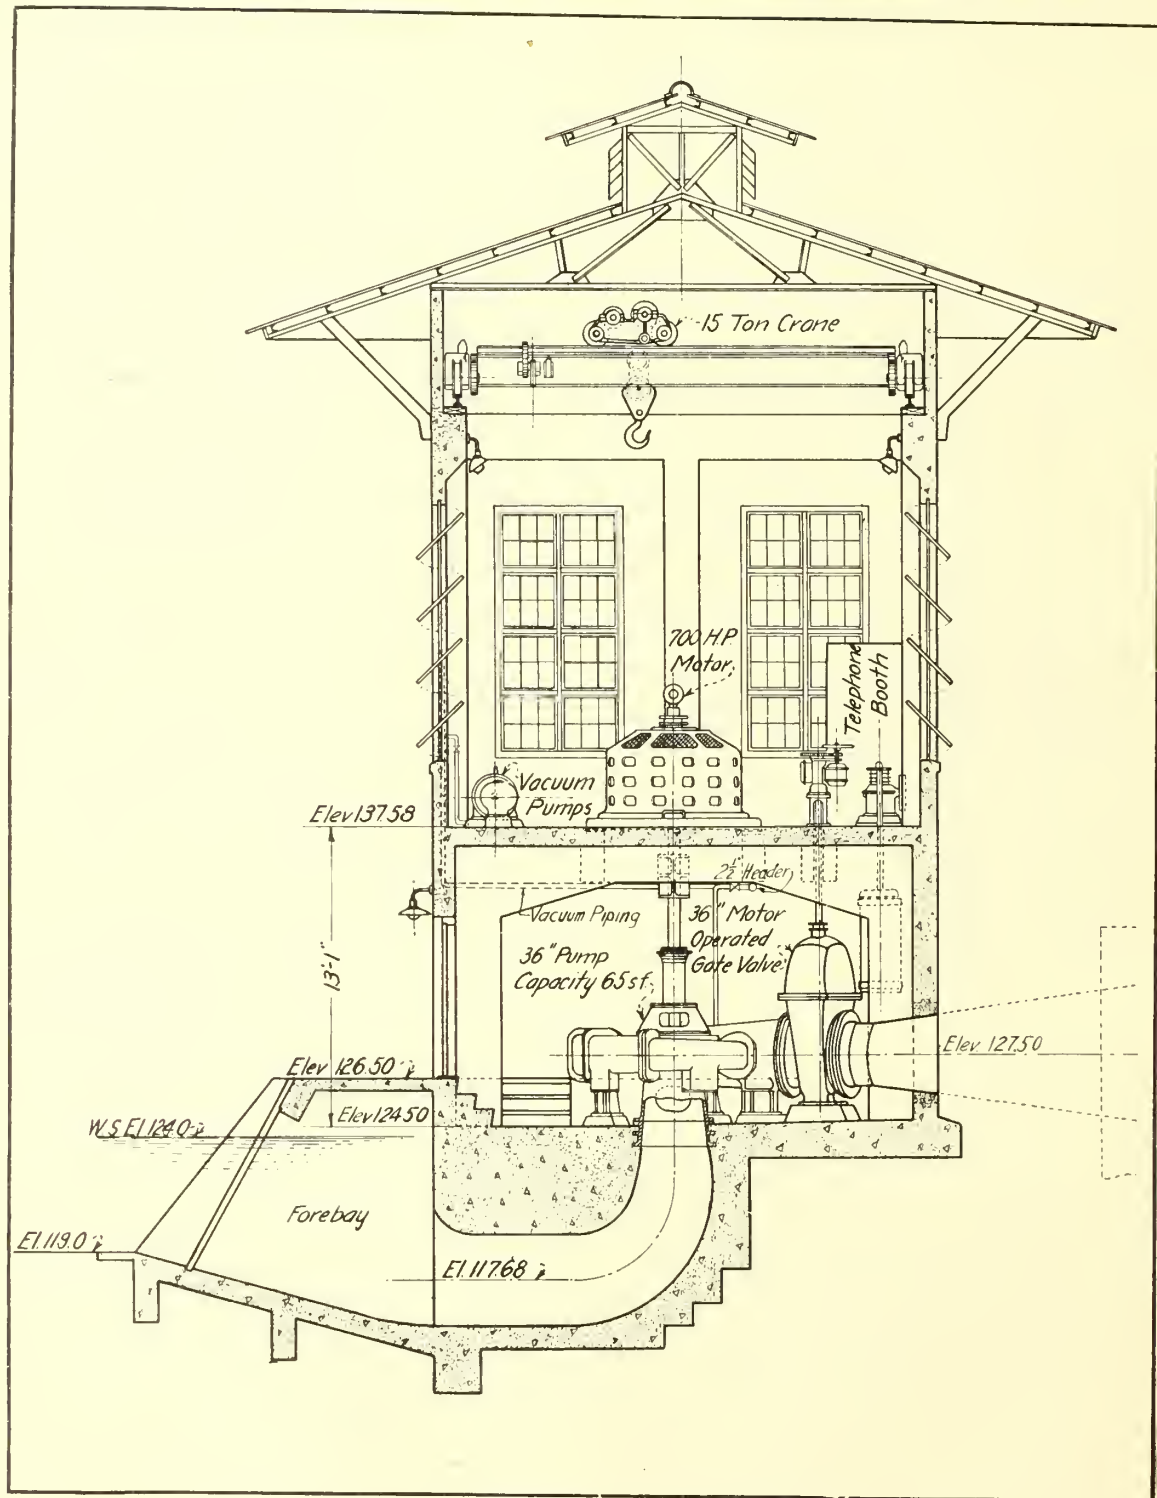 15 Ton Crane
700 H.P.
Motor
Telephone
Booth
Vacuum
Pumps
Elev 137.58
2½" Header
Vacuum Piping
36" Motor
Operated
Gate Valve
36" Pump
Capacity 65 sf.
13'-1"
Elev. 127.50
Elev 126.50
Elev 124.50
W.S. El. 124.0
Forebay
El. 119.0
El. 117.68